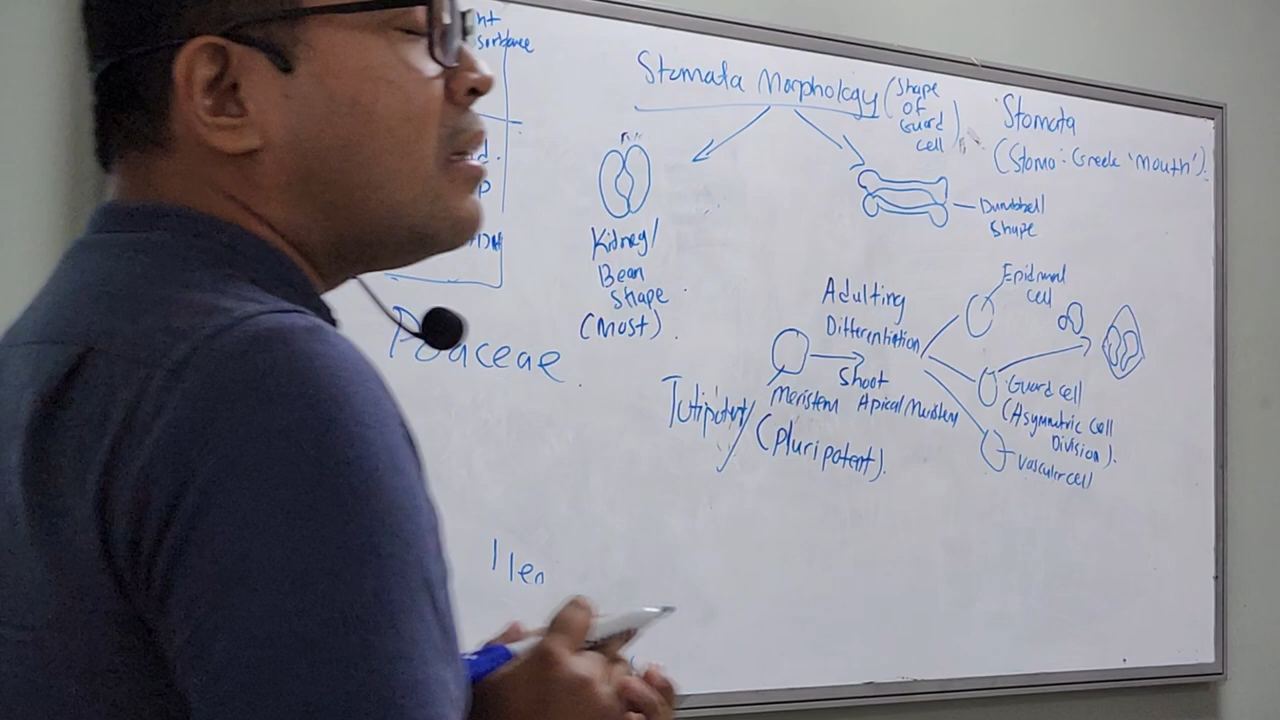 Stomata Morphology (Shape
of
Guard
cell)
Stomata
(Stoma: Greek 'mouth').
Kidney/
Bean
Shape
(Most).
Dumbbell
Shape
Poaceae.
Adulting
Differentiation
Shoot
Meristem Apical Meristem
Totipotent/
(pluripotent).
Epidermal
cell
Guard cell
(Asymmetric cell
Division).
Vascular cell